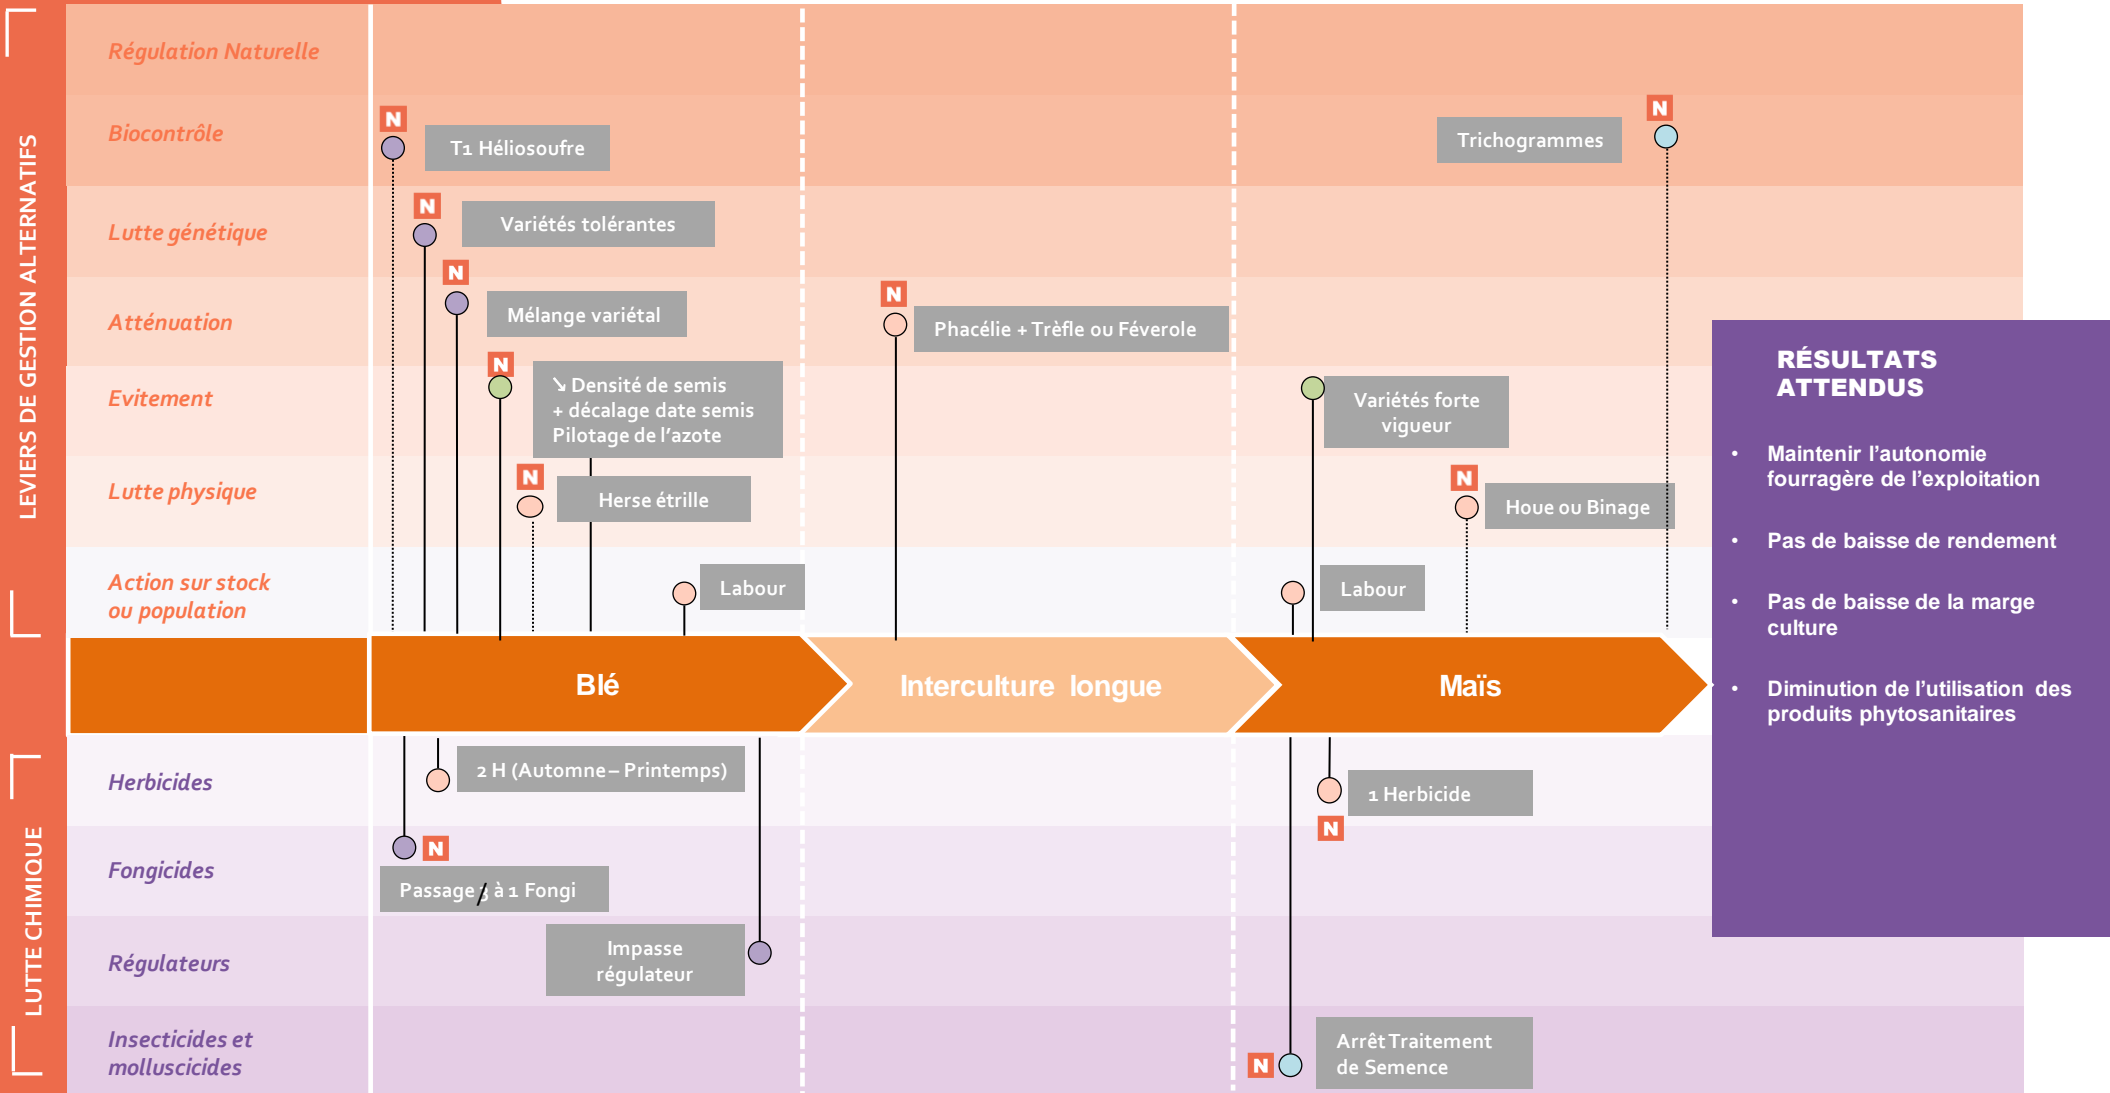 LEVIERS DE GESTION ALTERNATIFS
Régulation Naturelle
Biocontrôle
N
T1 Héliosoufre
N
Trichogrammes
Lutte génétique
N
Variétés tolérantes
Atténuation
N
Mélange variétal
N
Phacélie + Trèfle ou Féverole
Evitement
N
↘ Densité de semis
+ décalage date semis
Pilotage de l'azote
Variétés forte
vigueur
Lutte physique
N
Herse étrille
N
Houe ou Binage
Action sur stock
ou population
Labour
Labour
Blé
Interculture longue
Maïs
LUTTE CHIMIQUE
Herbicides
2 H (Automne – Printemps)
1 Herbicide
N
Fongicides
N
Passage 3 à 1 Fongi
Régulateurs
Impasse
régulateur
Insecticides et
molluscicides
N
Arrêt Traitement
de Semence
RÉSULTATS
ATTENDUS
• Maintenir l'autonomie
fourragère de l'exploitation
• Pas de baisse de rendement
• Pas de baisse de la marge
culture
• Diminution de l'utilisation des
produits phytosanitaires